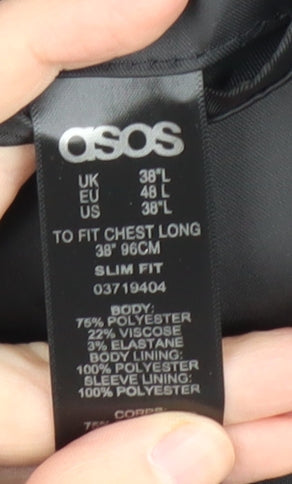 asos
UK 38"L
EU 48 L
US 38"L
TO FIT CHEST LONG
38" 96CM
SLIM FIT
03719404
BODY:
75% POLYESTER
22% VISCOSE
3% ELASTANE
BODY LINING:
100% POLYESTER
SLEEVE LINING:
100% POLYESTER
CORPS: